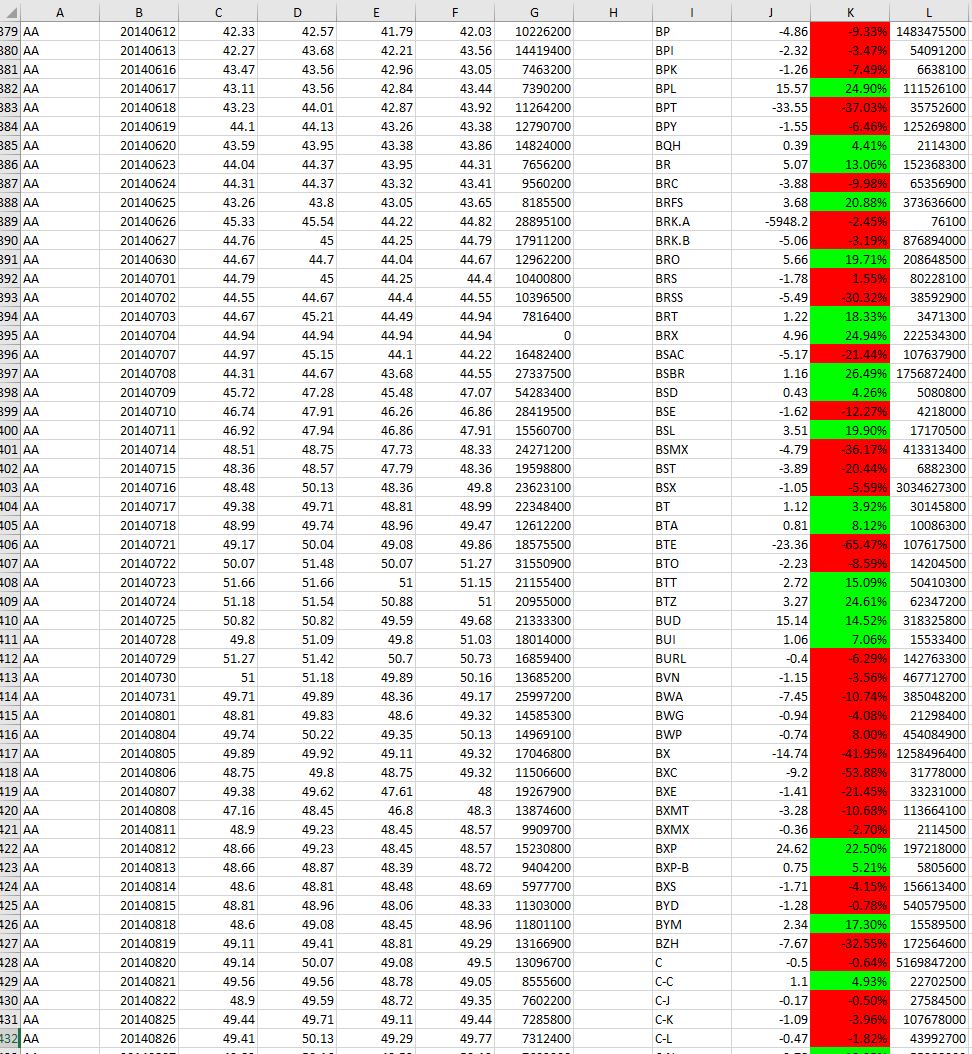 A B C D E F G H I J K L
379 AA 20140612 42.33 42.57 41.79 42.03 10226200 BP -4.86 -9.33% 1483475500
380 AA 20140613 42.27 43.68 42.21 43.56 14419400 BPI -2.32 -3.47% 54091200
381 AA 20140616 43.47 43.56 42.96 43.05 7463200 BPK -1.26 -7.49% 6638100
382 AA 20140617 43.11 43.56 42.84 43.44 7390200 BPL 15.57 24.90% 111526100
383 AA 20140618 43.23 44.01 42.87 43.92 11264200 BPT -33.55 -37.03% 35752600
384 AA 20140619 44.1 44.13 43.26 43.38 12790700 BPY -1.55 -6.46% 125269800
385 AA 20140620 43.59 43.95 43.38 43.86 14824000 BQH 0.39 4.41% 2114300
386 AA 20140623 44.04 44.37 43.95 44.31 7656200 BR 5.07 13.06% 152368300
387 AA 20140624 44.31 44.37 43.32 43.41 9560200 BRC -3.88 -9.98% 65356900
388 AA 20140625 43.26 43.8 43.05 43.65 8185500 BRFS 3.68 20.88% 373636600
389 AA 20140626 45.33 45.54 44.22 44.82 28895100 BRK.A -5948.2 -2.45% 76100
390 AA 20140627 44.76 45 44.25 44.79 17911200 BRK.B -5.06 -3.19% 876894000
391 AA 20140630 44.67 44.7 44.04 44.67 12962200 BRO 5.66 19.71% 208648500
392 AA 20140701 44.79 45 44.25 44.4 10400800 BRS -1.78 1.55% 80228100
393 AA 20140702 44.55 44.67 44.4 44.55 10396500 BRSS -5.49 -30.32% 38592900
394 AA 20140703 44.67 45.21 44.49 44.94 7816400 BRT 1.22 18.33% 3471300
395 AA 20140704 44.94 44.94 44.94 44.94 0 BRX 4.96 24.94% 222534300
396 AA 20140707 44.97 45.15 44.1 44.22 16482400 BSAC -5.17 -21.44% 107637900
397 AA 20140708 44.31 44.67 43.68 44.55 27337500 BSBR 1.16 26.49% 1756872400
398 AA 20140709 45.72 47.28 45.48 47.07 54283400 BSD 0.43 4.26% 5080800
399 AA 20140710 46.74 47.91 46.26 46.86 28419500 BSE -1.62 -12.27% 4218000
400 AA 20140711 46.92 47.94 46.86 47.91 15560700 BSL 3.51 19.90% 17170500
401 AA 20140714 48.51 48.75 47.73 48.33 24271200 BSMX -4.79 -36.17% 413313400
402 AA 20140715 48.36 48.57 47.79 48.36 19598800 BST -3.89 -20.44% 6882300
403 AA 20140716 48.48 50.13 48.36 49.8 23623100 BSX -1.05 -5.59% 3034627300
404 AA 20140717 49.38 49.71 48.81 48.99 22348400 BT 1.12 3.92% 30145800
405 AA 20140718 48.99 49.74 48.96 49.47 12612200 BTA 0.81 8.12% 10086300
406 AA 20140721 49.17 50.04 49.08 49.86 18575500 BTE -23.36 -65.47% 107617500
407 AA 20140722 50.07 51.48 50.07 51.27 31550900 BTO -2.23 -8.59% 14204500
408 AA 20140723 51.66 51.66 51 51.15 21155400 BTT 2.72 15.09% 50410300
409 AA 20140724 51.18 51.54 50.88 51 20955000 BTZ 3.27 24.61% 62347200
410 AA 20140725 50.82 50.82 49.59 49.68 21333300 BUD 15.14 14.52% 318325800
411 AA 20140728 49.8 51.09 49.8 51.03 18014000 BUI 1.06 7.06% 15533400
412 AA 20140729 51.27 51.42 50.7 50.73 16859400 BURL -0.4 -6.29% 142763300
413 AA 20140730 51 51.18 49.89 50.16 13685200 BVN -1.15 -3.56% 467712700
414 AA 20140731 49.71 49.89 48.36 49.17 25997200 BWA -7.45 -10.74% 385048200
415 AA 20140801 48.81 49.83 48.6 49.32 14585300 BWG -0.94 -4.08% 21298400
416 AA 20140804 49.74 50.22 49.35 50.13 14969100 BWP -0.74 8.00% 454084900
417 AA 20140805 49.89 49.92 49.11 49.32 17046800 BX -14.74 -41.95% 1258496400
418 AA 20140806 48.75 49.8 48.75 49.32 11506600 BXC -9.2 -53.88% 31778000
419 AA 20140807 49.38 49.62 47.61 48 19267900 BXE -1.41 -21.45% 33231000
420 AA 20140808 47.16 48.45 46.8 48.3 13874600 BXMT -3.28 -10.68% 113664100
421 AA 20140811 48.9 49.23 48.45 48.57 9909700 BXMX -0.36 -2.70% 2114500
422 AA 20140812 48.66 49.23 48.45 48.57 15230800 BXP 24.62 22.50% 197218000
423 AA 20140813 48.66 48.87 48.39 48.72 9404200 BXP-B 0.75 5.21% 5805600
424 AA 20140814 48.6 48.81 48.48 48.69 5977700 BXS -1.71 -4.15% 156613400
425 AA 20140815 48.81 48.96 48.06 48.33 11303000 BYD -1.28 -0.78% 540579500
426 AA 20140818 48.6 49.08 48.45 48.96 11801100 BYM 2.34 17.30% 15589500
427 AA 20140819 49.11 49.41 48.81 49.29 13166900 BZH -7.67 -32.55% 172564600
428 AA 20140820 49.14 50.07 49.08 49.5 13096700 C -0.5 -0.64% 5169847200
429 AA 20140821 49.56 49.56 48.78 49.05 8555600 C-C 1.1 4.93% 22702500
430 AA 20140822 48.9 49.59 48.72 49.35 7602200 C-J -0.17 -0.50% 27584500
431 AA 20140825 49.44 49.71 49.11 49.44 7285800 C-K -1.09 -3.96% 107678000
432 AA 20140826 49.41 50.13 49.29 49.77 7312400 C-L -0.47 -1.82% 43992700